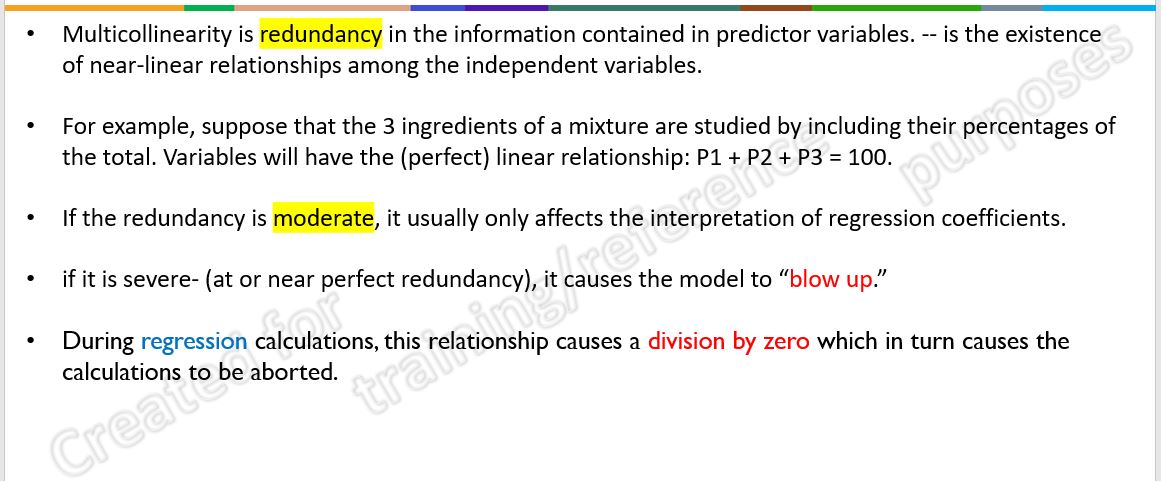 • Multicollinearity is redundancy in the information contained in predictor variables. -- is the existence
of near-linear relationships among the independent variables.
• For example, suppose that the 3 ingredients of a mixture are studied by including their percentages of
the total. Variables will have the (perfect) linear relationship: P1 + P2 + P3 = 100.
• If the redundancy is moderate, it usually only affects the interpretation of regression coefficients.
• if it is severe- (at or near perfect redundancy), it causes the model to “blow up.”
• During regression calculations, this relationship causes a division by zero which in turn causes the
calculations to be aborted.
Created for
training/reference
purposes